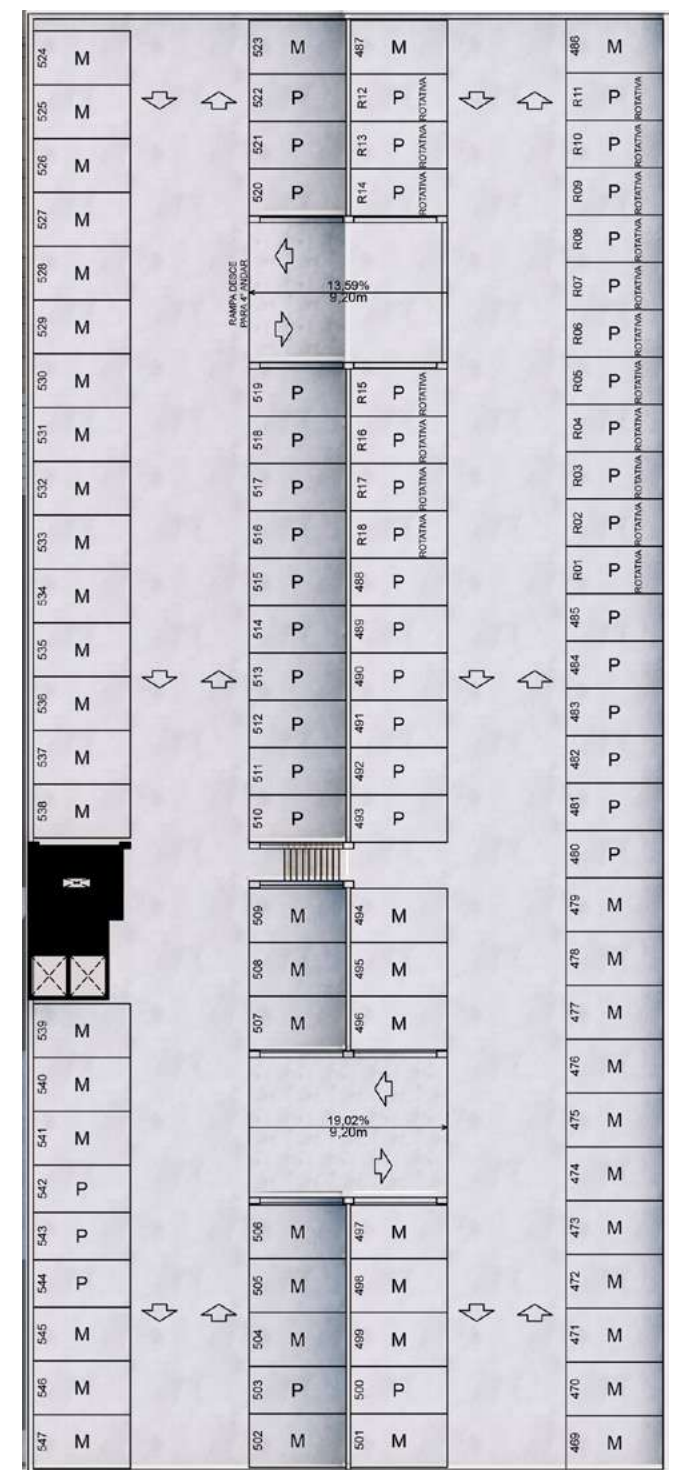 524 M
525 M
526 M
527 M
528 M
529 M
530 M
531 M
532 M
533 M
534 M
535 M
536 M
537 M
538 M
539 M
540 M
541 M
542 P
543 P
544 P
545 M
546 M
547 M
523 M
522 P
521 P
520 P
RAMPA DESCE
PARA 4° ANDAR
13,59%
9,20m
519 P
518 P
517 P
516 P
515 P
514 P
513 P
512 P
511 P
510 P
509 M
508 M
507 M
19,02%
9,20m
506 M
505 M
504 M
503 P
502 M
487 M
R12 P ROTATIVA
R13 P ROTATIVA
R14 P ROTATIVA
R15 P ROTATIVA
R16 P ROTATIVA
R17 P ROTATIVA
R18 P ROTATIVA
488 P
489 P
490 P
491 P
492 P
493 P
494 M
495 M
496 M
497 M
498 M
499 M
500 P
501 M
486 M
R11 P ROTATIVA
R10 P ROTATIVA
R09 P ROTATIVA
R08 P ROTATIVA
R07 P ROTATIVA
R06 P ROTATIVA
R05 P ROTATIVA
R04 P ROTATIVA
R03 P ROTATIVA
R02 P ROTATIVA
R01 P ROTATIVA
485 P
484 P
483 P
482 P
481 P
480 P
479 M
478 M
477 M
476 M
475 M
474 M
473 M
472 M
471 M
470 M
469 M